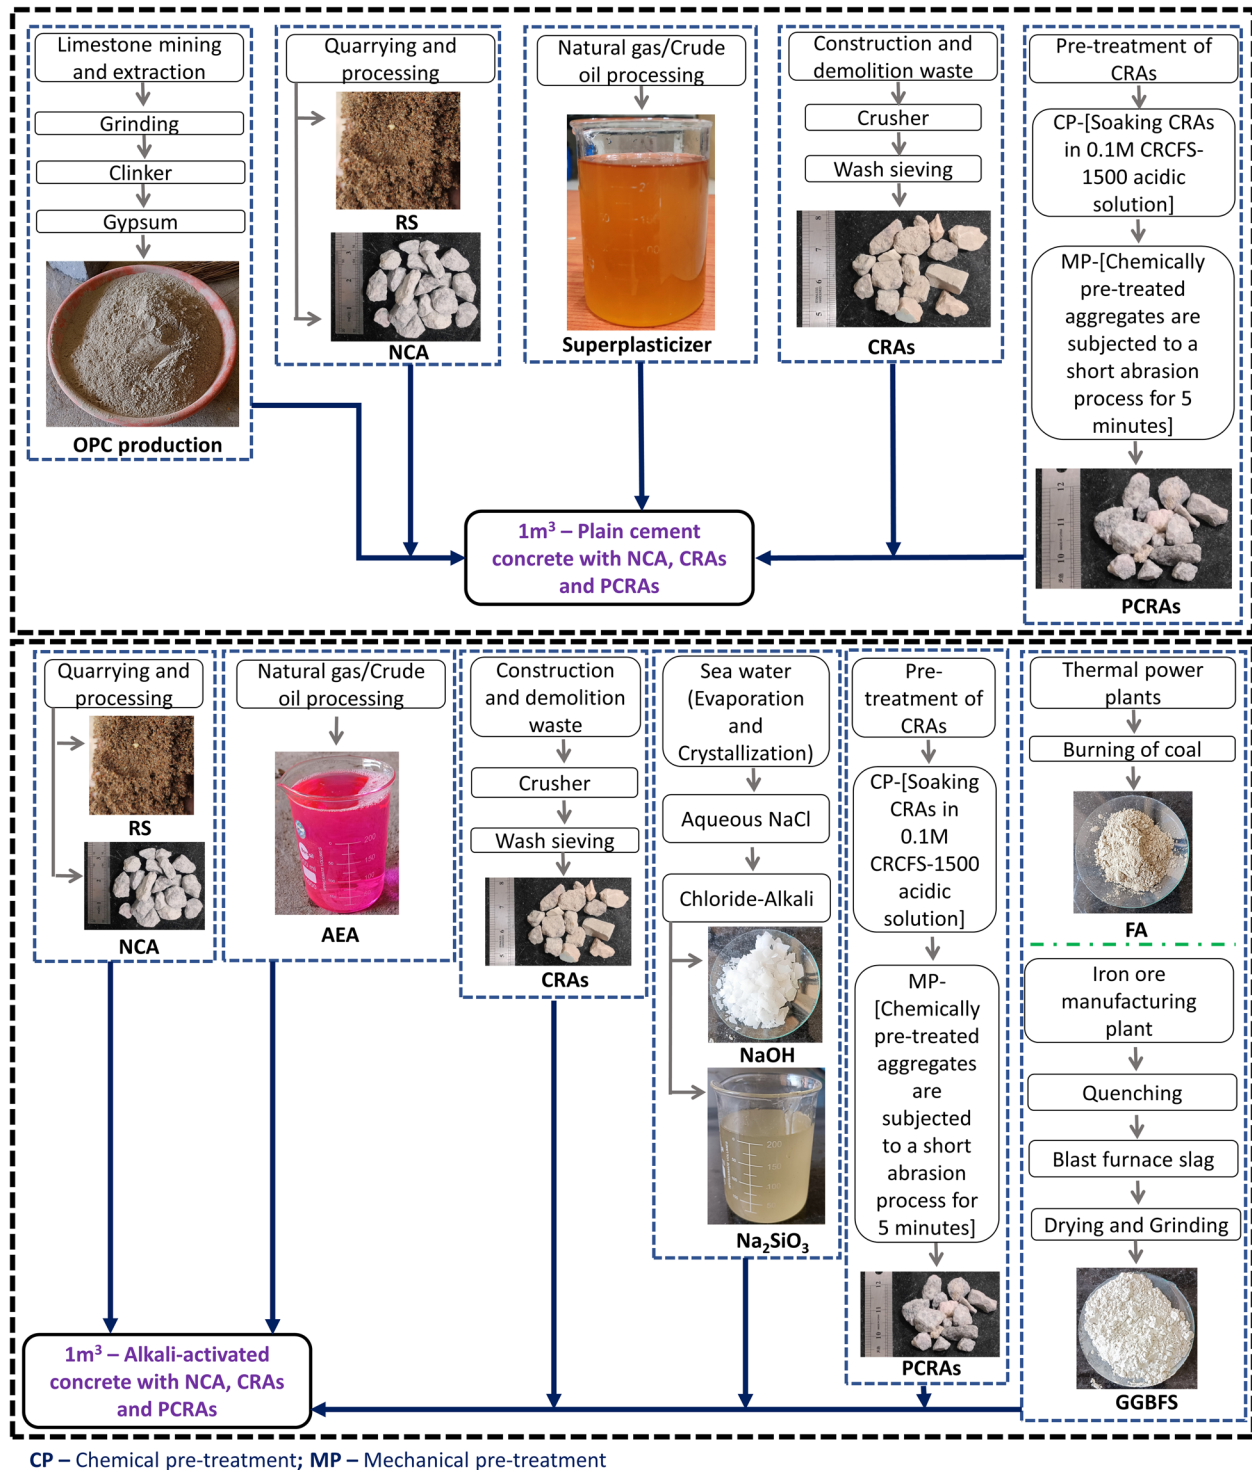 Limestone mining
and extraction
Grinding
Clinker
Gypsum
OPC production
Quarrying and
processing
RS
NCA
Natural gas/Crude
oil processing
Superplasticizer
Construction and
demolition waste
Crusher
Wash sieving
CRAs
Pre-treatment of
CRAs
CP-[Soaking CRAs
in 0.1M CRCFS-
1500 acidic
solution]
MP-[Chemically
pre-treated
aggregates are
subjected to a
short abrasion
process for 5
minutes]
PCRAs
1m³ – Plain cement
concrete with NCA, CRAs
and PCRAs
Quarrying and
processing
RS
NCA
Natural gas/Crude
oil processing
AEA
Construction
and demolition
waste
Crusher
Wash sieving
CRAs
Sea water
(Evaporation
and
Crystallization)
Aqueous NaCl
Chloride-Alkali
NaOH
Na₂SiO₃
Pre-
treatment of
CRAs
CP-[Soaking
CRAs in
0.1M
CRCFS-1500
acidic
solution]
MP-
[Chemically
pre-treated
aggregates
are
subjected
to a short
abrasion
process for
5 minutes]
PCRAs
Thermal power
plants
Burning of coal
FA
Iron ore
manufacturing
plant
Quenching
Blast furnace slag
Drying and Grinding
GGBFS
1m³ – Alkali-activated
concrete with NCA, CRAs
and PCRAs
CP – Chemical pre-treatment; MP – Mechanical pre-treatment